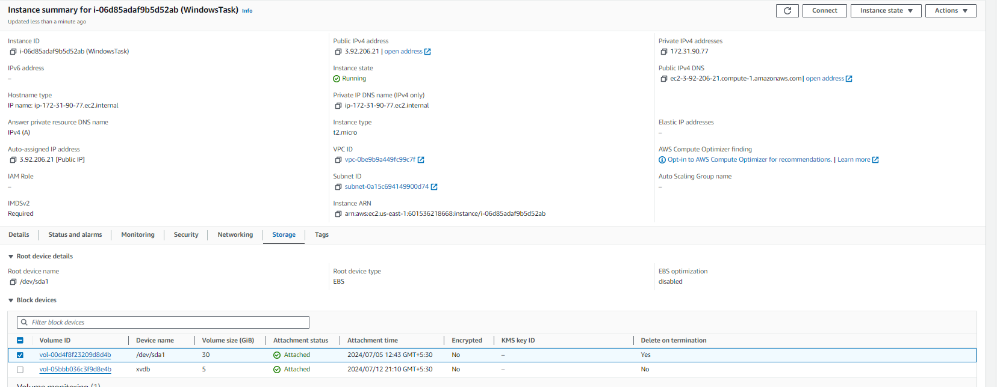 Instance summary for i-06d85adaf9b5d52ab (WindowsTask) Info
Updated less than a minute ago
Connect
Instance state
Actions
Instance ID
i-06d85adaf9b5d52ab (WindowsTask)
Public IPv4 address
3.92.206.21 | open address
Private IPv4 addresses
172.31.90.77
IPv6 address
–
Instance state
Running
Public IPv4 DNS
ec2-3-92-206-21.compute-1.amazonaws.com | open address
Hostname type
IP name: ip-172-31-90-77.ec2.internal
Private IP DNS name (IPv4 only)
ip-172-31-90-77.ec2.internal
Answer private resource DNS name
IPv4 (A)
Instance type
t2.micro
Elastic IP addresses
–
Auto-assigned IP address
3.92.206.21 [Public IP]
VPC ID
vpc-0be9b9a449fc99c7f
AWS Compute Optimizer finding
Opt-in to AWS Compute Optimizer for recommendations. | Learn more
IAM Role
–
Subnet ID
subnet-0a15c694149900d74
Auto Scaling Group name
–
IMDSv2
Required
Instance ARN
arn:aws:ec2:us-east-1:601536218668:instance/i-06d85adaf9b5d52ab
Details
Status and alarms
Monitoring
Security
Networking
Storage
Tags
Root device details
Root device name
/dev/sda1
Root device type
EBS
EBS optimization
disabled
Block devices
Filter block devices
Volume ID Device name Volume size (GiB) Attachment status Attachment time Encrypted KMS key ID Delete on termination
vol-00d4f8f23209d8d4b /dev/sda1 30 Attached 2024/07/05 12:43 GMT+5:30 No – Yes
vol-05bbb036c3f9d8e4b xvdb 5 Attached 2024/07/12 21:10 GMT+5:30 No – No
Volume monitoring (1)